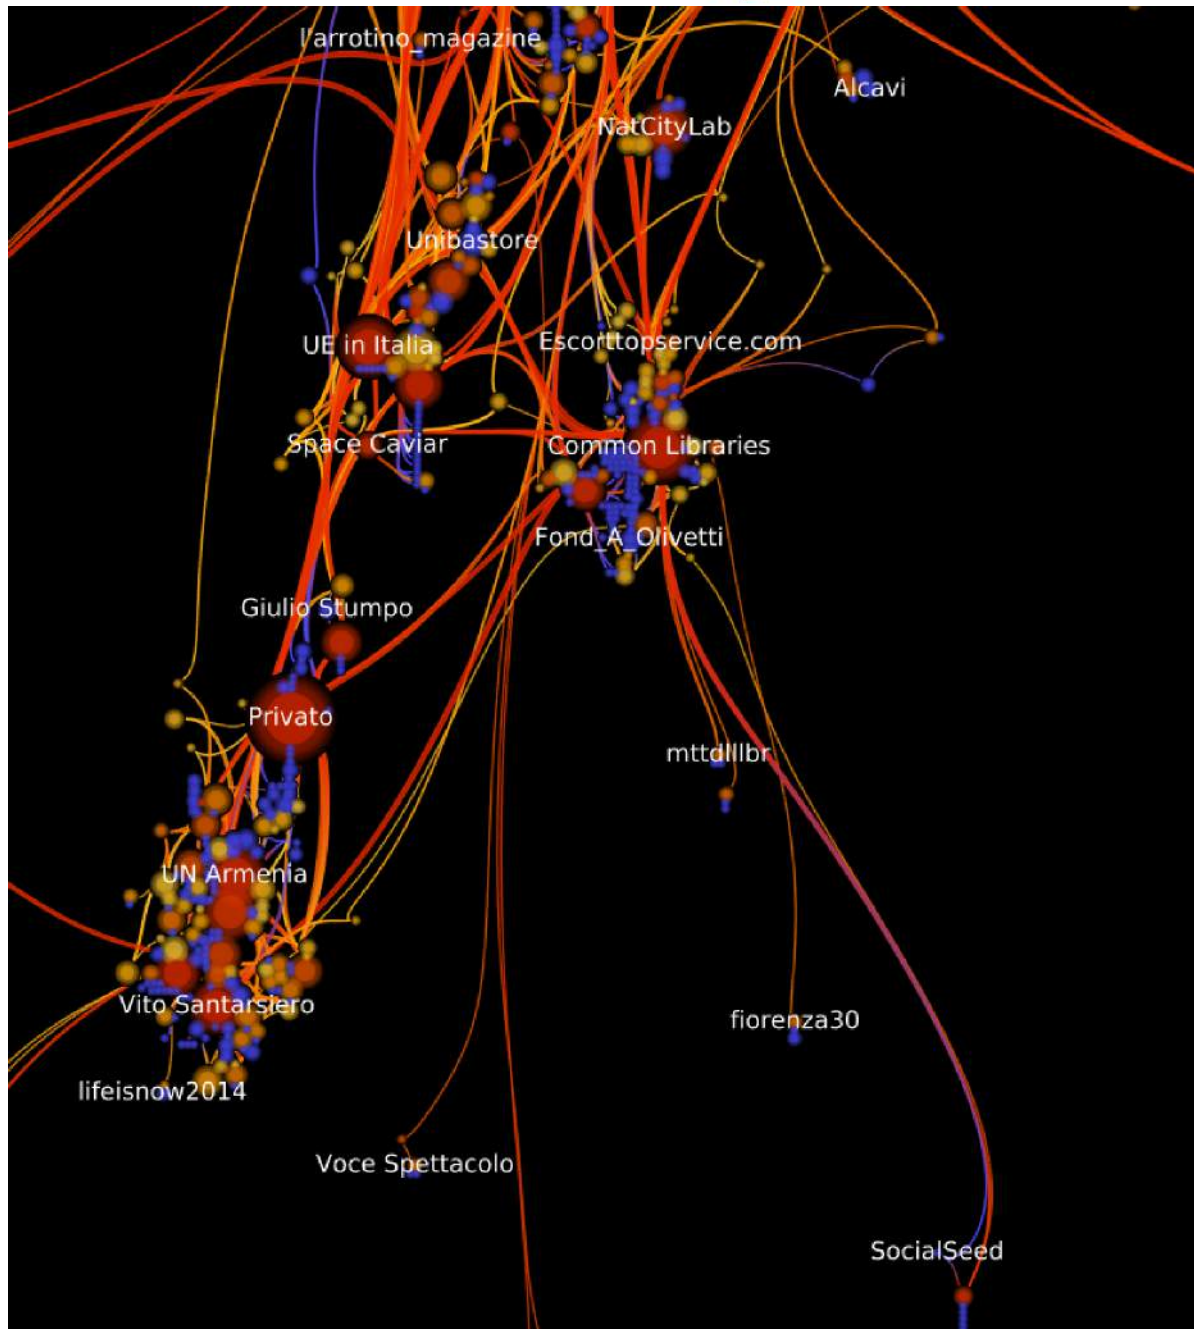 l'arrotino_magazine
Alcavi
NatCityLab
Unibastore
UE in Italia
Escorttopservice.com
Space Caviar
Common Libraries
Fond_A_Olivetti
Giulio Stumpo
Privato
mttdlllbr
UN Armenia
Vito Santarsiero
fiorenza30
lifeisnow2014
Voce Spettacolo
SocialSeed